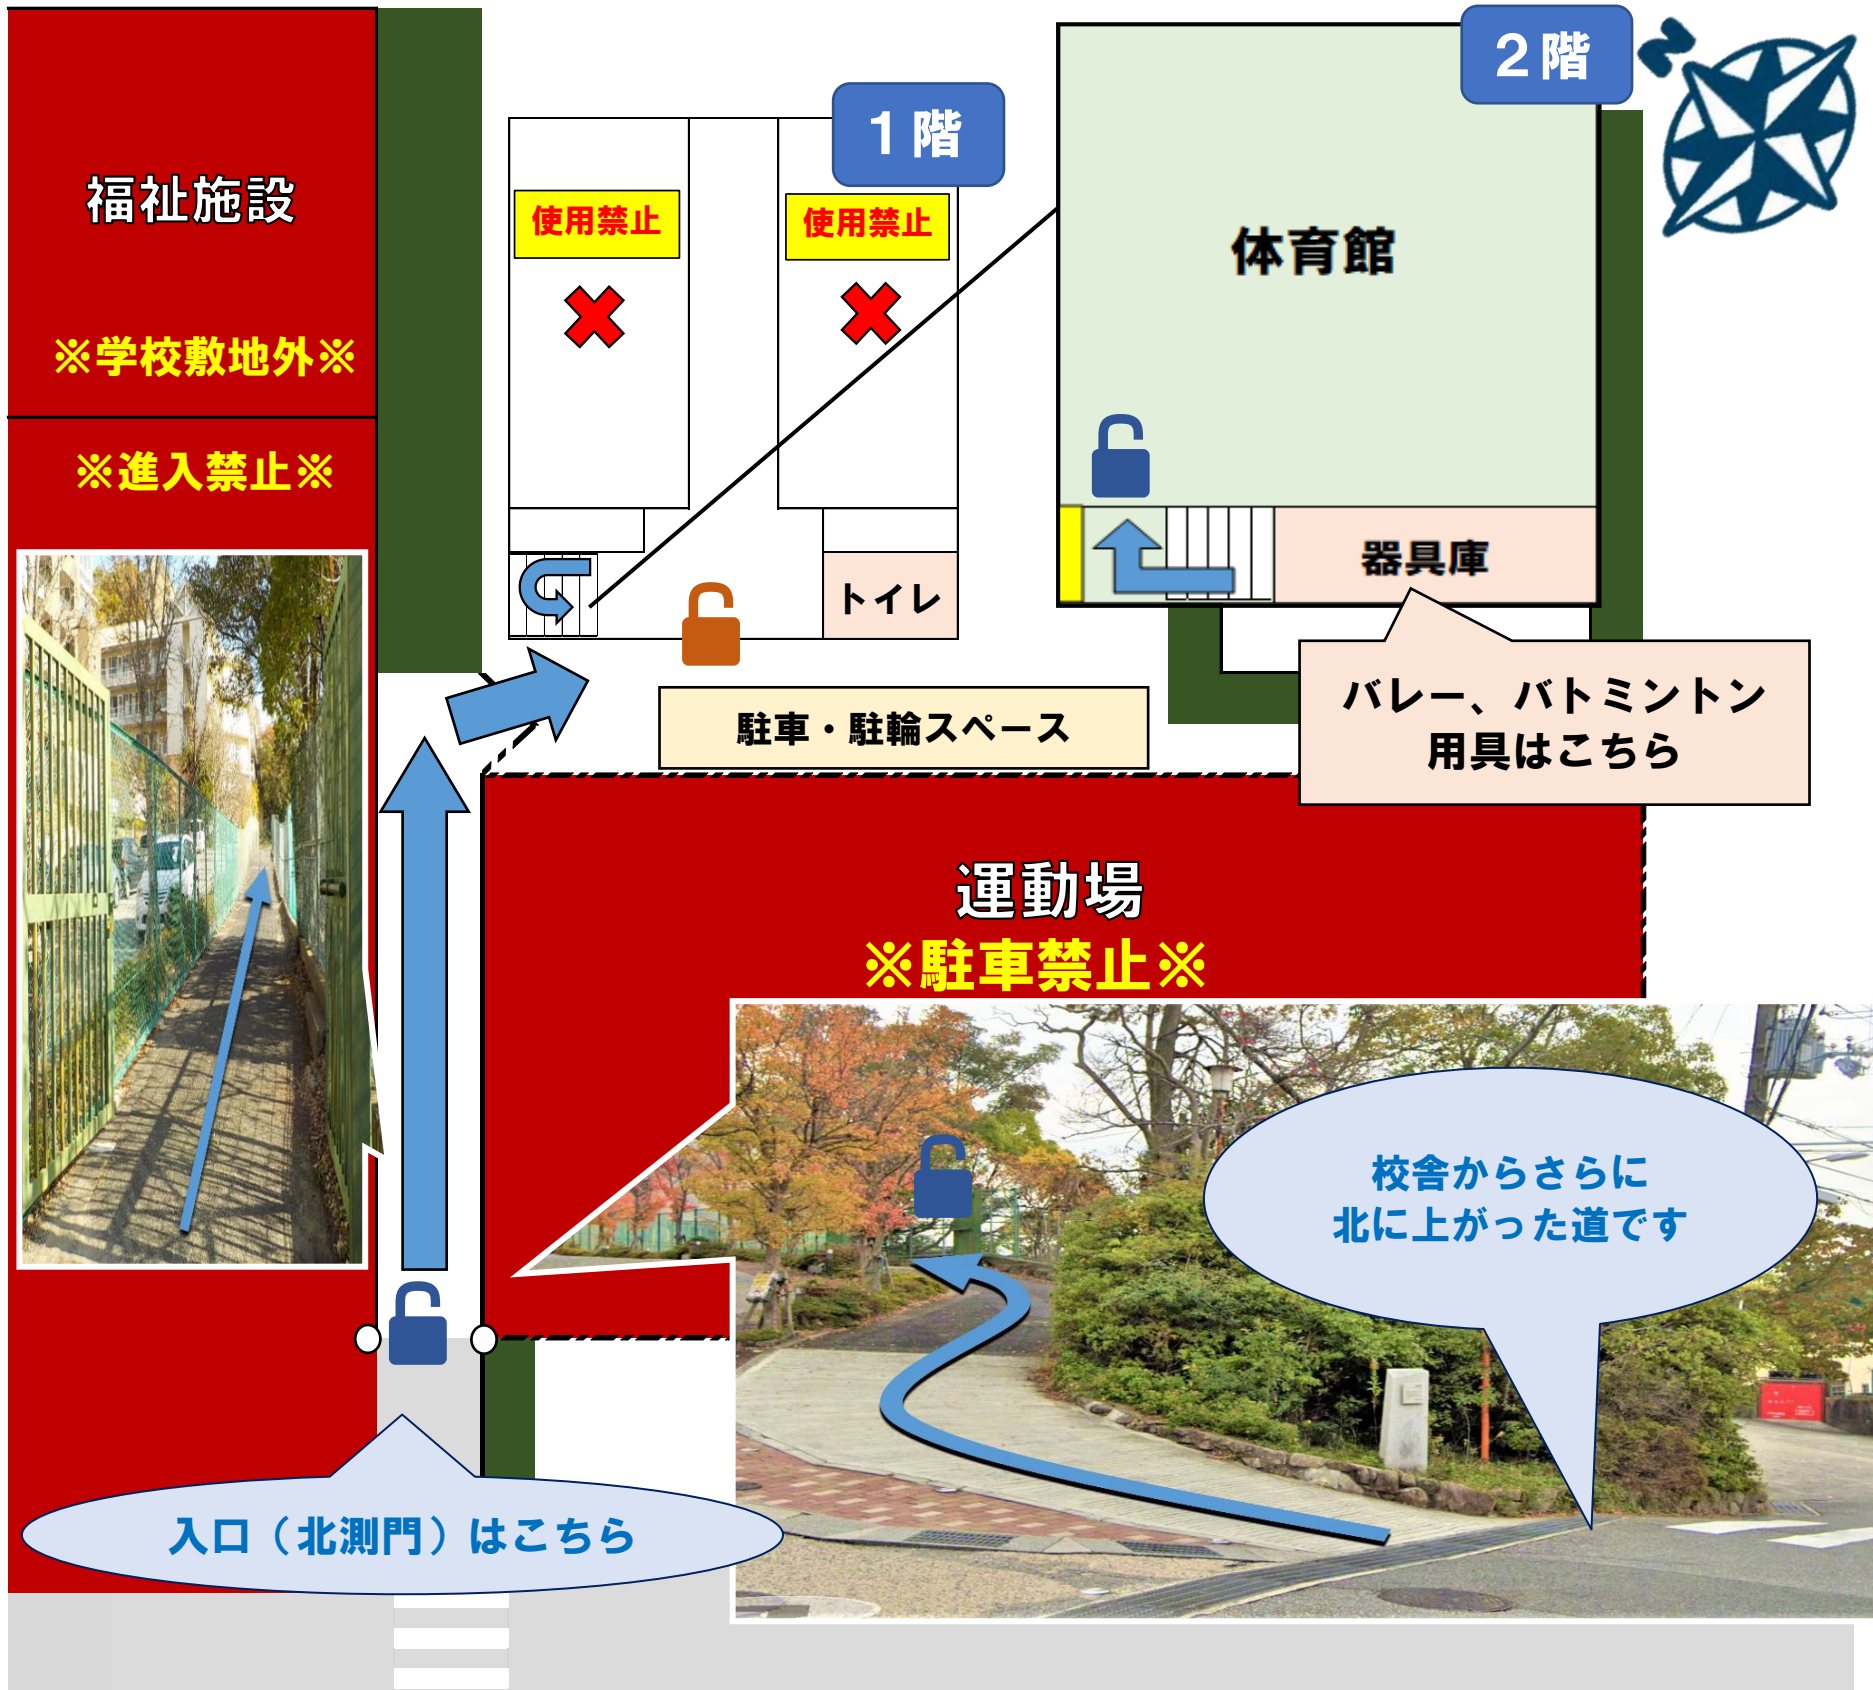 2階
1階
福祉施設
使用禁止
使用禁止
体育館
※学校敷地外※
※進入禁止※
器具庫
トイレ
バレー、バトミントン
用具はこちら
駐車・駐輪スペース
運動場
※駐車禁止※
校舎からさらに
北に上がった道です
入口（北測門）はこちら
N